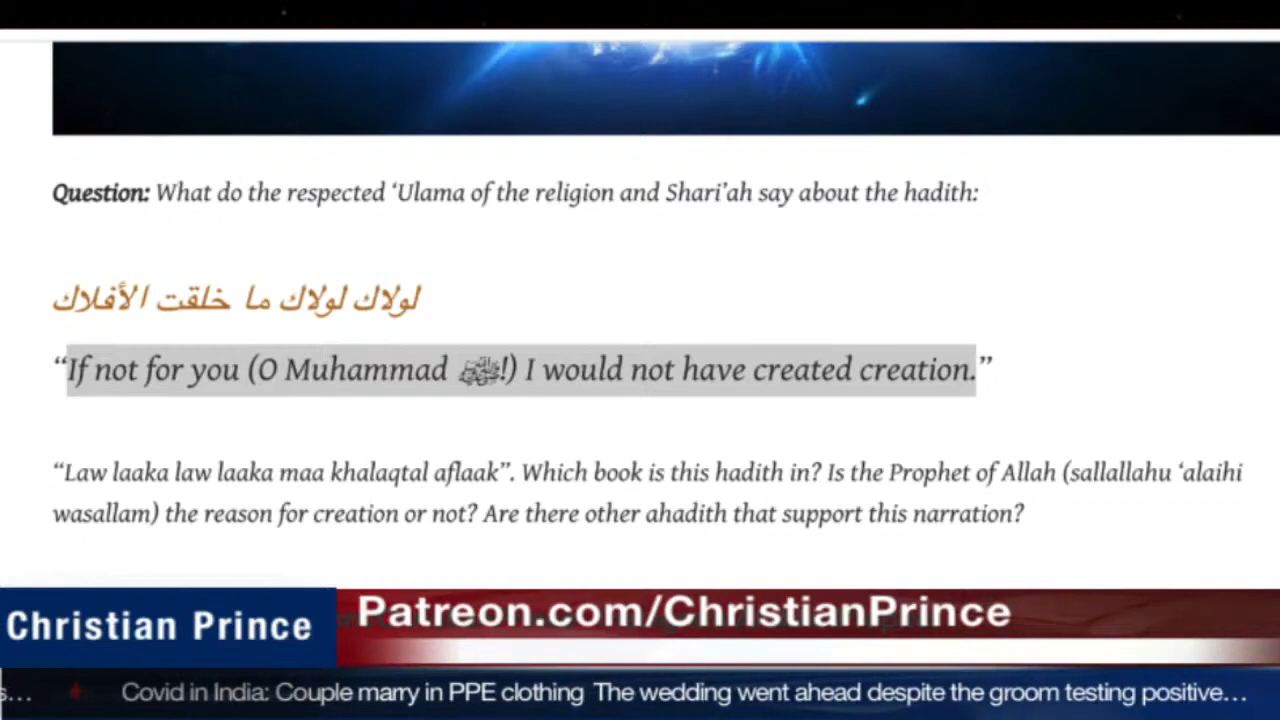 Question: What do the respected ‘Ulama of the religion and Shari’ah say about the hadith:
لولاك لولاك ما خلقت الأفلاك
“If not for you (O Muhammad ﷺ!) I would not have created creation.”
“Law laaka law laaka maa khalaqtal aflaak”. Which book is this hadith in? Is the Prophet of Allah (sallallahu ‘alaihi
wasallam) the reason for creation or not? Are there other ahadith that support this narration?
Christian Prince
Patreon.com/ChristianPrince
s... Covid in India: Couple marry in PPE clothing The wedding went ahead despite the groom testing positive...